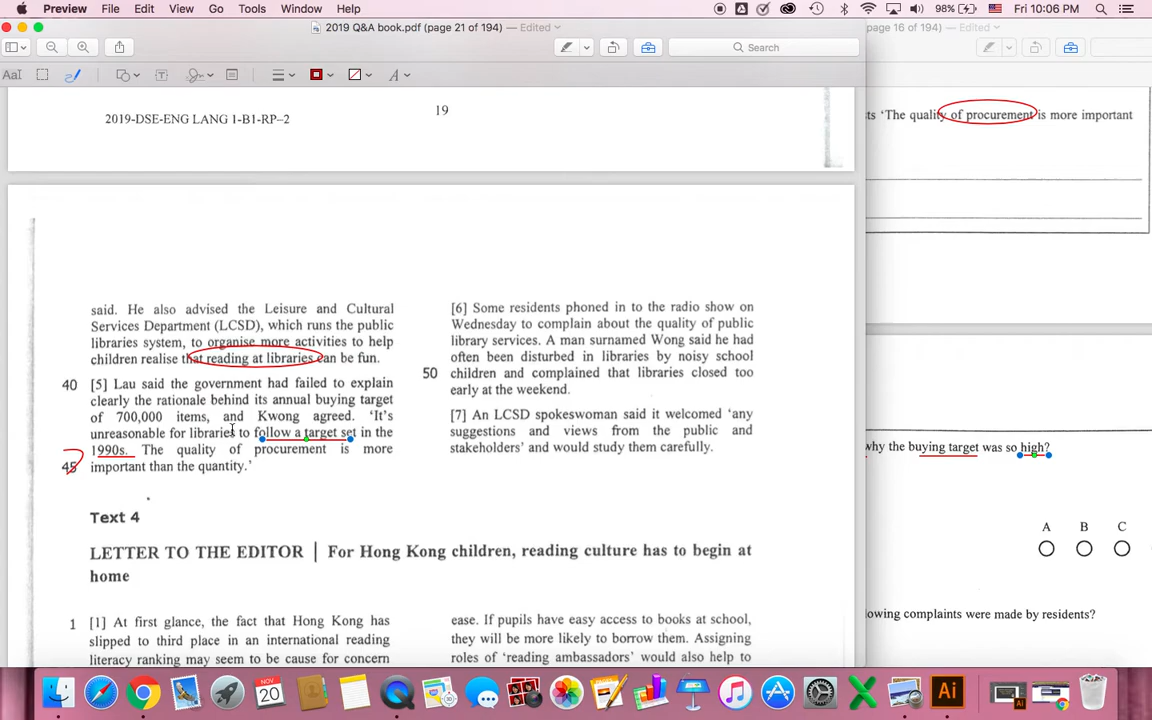 Preview File Edit View Go Tools Window Help 98% Fri 10:06 PM
2019 Q&A book.pdf (page 21 of 194) — Edited
page 16 of 194) — Edited
Search
AaI
A
2019-DSE-ENG LANG 1-B1-RP–2
19
said. He also advised the Leisure and Cultural
Services Department (LCSD), which runs the public
libraries system, to organise more activities to help
children realise that reading at libraries can be fun.
40 [5] Lau said the government had failed to explain
clearly the rationale behind its annual buying target
of 700,000 items, and Kwong agreed. ‘It’s
unreasonable for libraries to follow a target set in the
1990s. The quality of procurement is more
45 important than the quantity.’
[6] Some residents phoned in to the radio show on
Wednesday to complain about the quality of public
library services. A man surnamed Wong said he had
often been disturbed in libraries by noisy school
50 children and complained that libraries closed too
early at the weekend.
[7] An LCSD spokeswoman said it welcomed ‘any
suggestions and views from the public and
stakeholders’ and would study them carefully.
Text 4
LETTER TO THE EDITOR | For Hong Kong children, reading culture has to begin at
home
1 [1] At first glance, the fact that Hong Kong has
slipped to third place in an international reading
literacy ranking may seem to be cause for concern
ease. If pupils have easy access to books at school,
they will be more likely to borrow them. Assigning
roles of ‘reading ambassadors’ would also help to
ts ‘The quality of procurement is more important
why the buying target was so high?
A B C
owing complaints were made by residents?
NOV
20
Ai